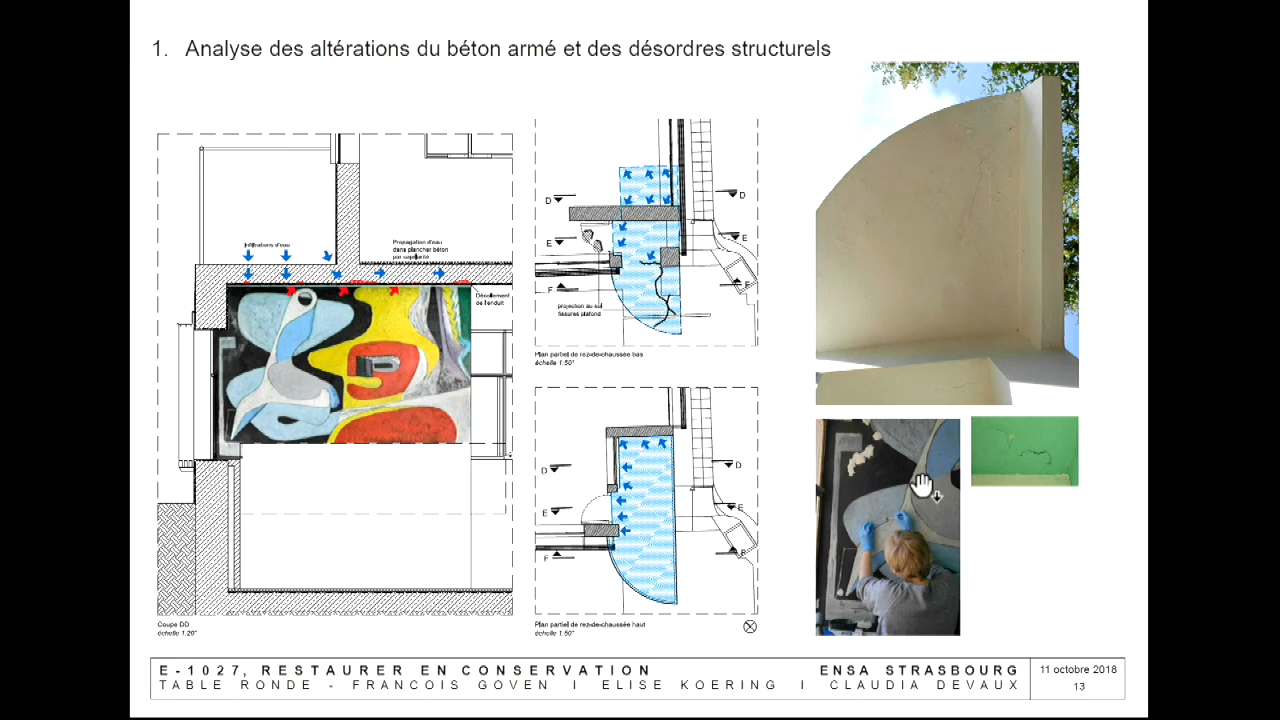 1. Analyse des altérations du béton armé et des désordres structurels
Infiltrations d'eau
Propagation d'eau
dans plancher béton
par capilarité
Décollement
de l'enduit
Coupe DD
échelle 1.20°
D
D
E
E
F
projection au sol
fissures plafond
Plan partiel de rez-de-chaussée bas
échelle 1:50°
D
D
E
E
F
F
Plan partiel de rez-de-chaussée haut
échelle 1:50°
E-1027, RESTAURER EN CONSERVATION
TABLE RONDE - FRANCOIS GOVEN I ELISE KOERING I CLAUDIA DEVAUX
ENSA STRASBOURG
11 octobre 2018
13